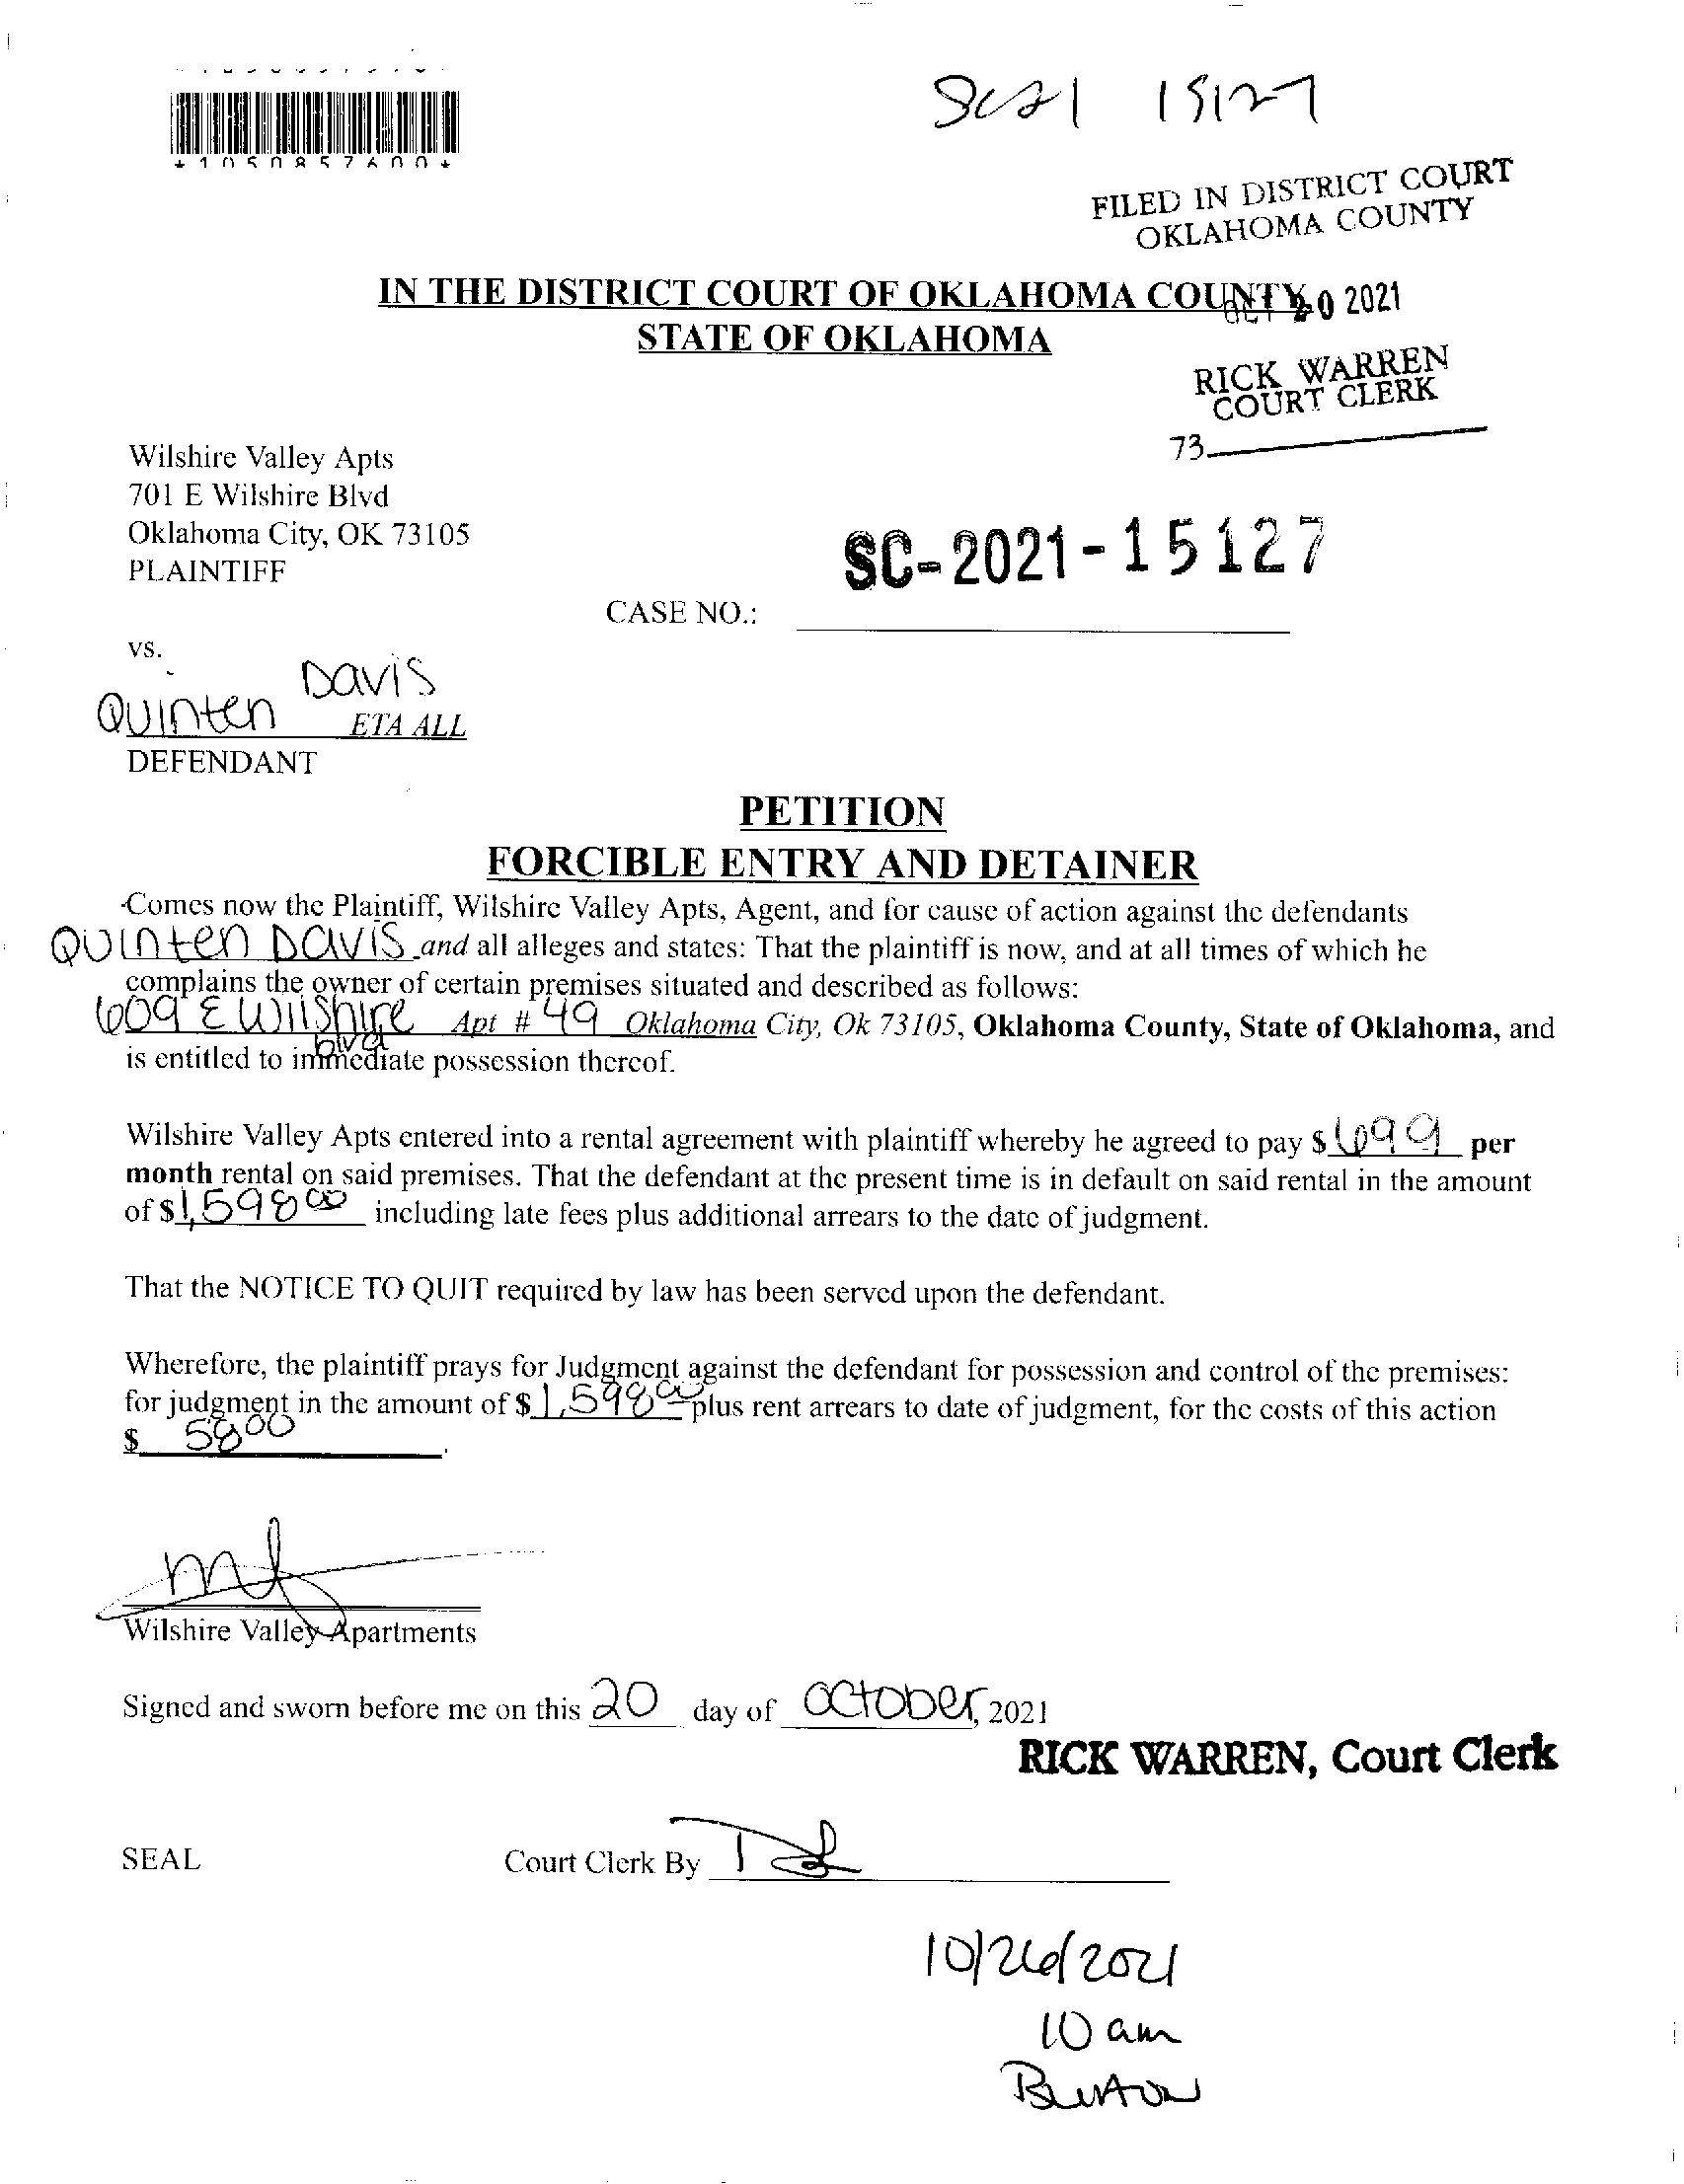 SC21 15127
*1050857600*
FILED IN DISTRICT COURT
OKLAHOMA COUNTY
IN THE DISTRICT COURT OF OKLAHOMA COUNTY
OCT 20 2021
STATE OF OKLAHOMA
RICK WARREN
COURT CLERK
73
Wilshire Valley Apts
701 E Wilshire Blvd
Oklahoma City, OK 73105
PLAINTIFF
SC-2021-15127
CASE NO.:
vs.
Quinten Davis ETA ALL
DEFENDANT
PETITION
FORCIBLE ENTRY AND DETAINER
Comes now the Plaintiff, Wilshire Valley Apts, Agent, and for cause of action against the defendants
Quinten Davis and all alleges and states: That the plaintiff is now, and at all times of which he
complains the owner of certain premises situated and described as follows:
609 E Wilshire blvd Apt # 49 Oklahoma City, Ok 73105, Oklahoma County, State of Oklahoma, and
is entitled to immediate possession thereof.
Wilshire Valley Apts entered into a rental agreement with plaintiff whereby he agreed to pay $ 699 per
month rental on said premises. That the defendant at the present time is in default on said rental in the amount
of $1,598 00 including late fees plus additional arrears to the date of judgment.
That the NOTICE TO QUIT required by law has been served upon the defendant.
Wherefore, the plaintiff prays for Judgment against the defendant for possession and control of the premises:
for judgment in the amount of $ 1,598 00 plus rent arrears to date of judgment, for the costs of this action
$ 58 00.
Wilshire Valley Apartments
Signed and sworn before me on this 20 day of October, 2021
RICK WARREN, Court Clerk
SEAL Court Clerk By
10/26/2021
10 am
Burton